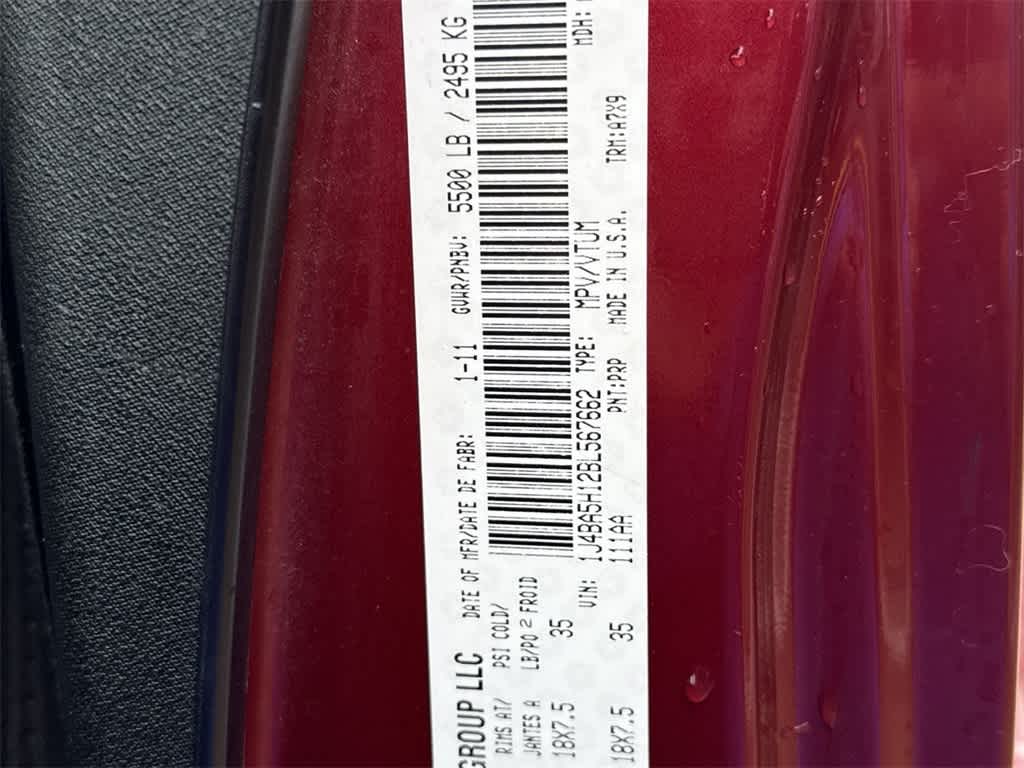 GROUP LLC
DATE OF MFR/DATE DE FABR: 1-11 GVWR/PNBV: 5500 LB / 2495 KG
RIMS AT/ PSI COLD/
JANTES A LB/PO 2 FROID
18X7.5 35
VIN: 1J4BA5H12BL567662 TYPE: MPV/VTUM MDH:
111AA PNT:PRP MADE IN U.S.A. TRM:A7X9
18X7.5 35